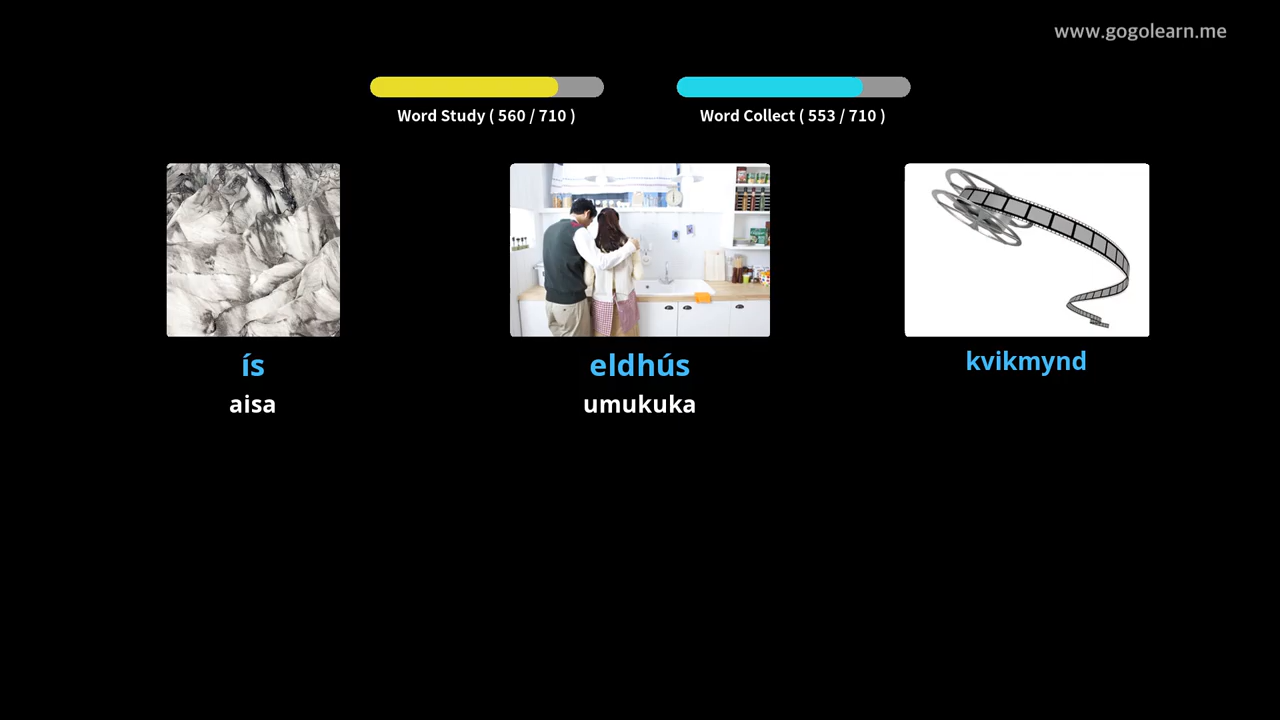 www.gogolearn.me
Word Study ( 560 / 710 )
Word Collect ( 553 / 710 )
ís
eldhús
kvikmynd
aisa
umukuka